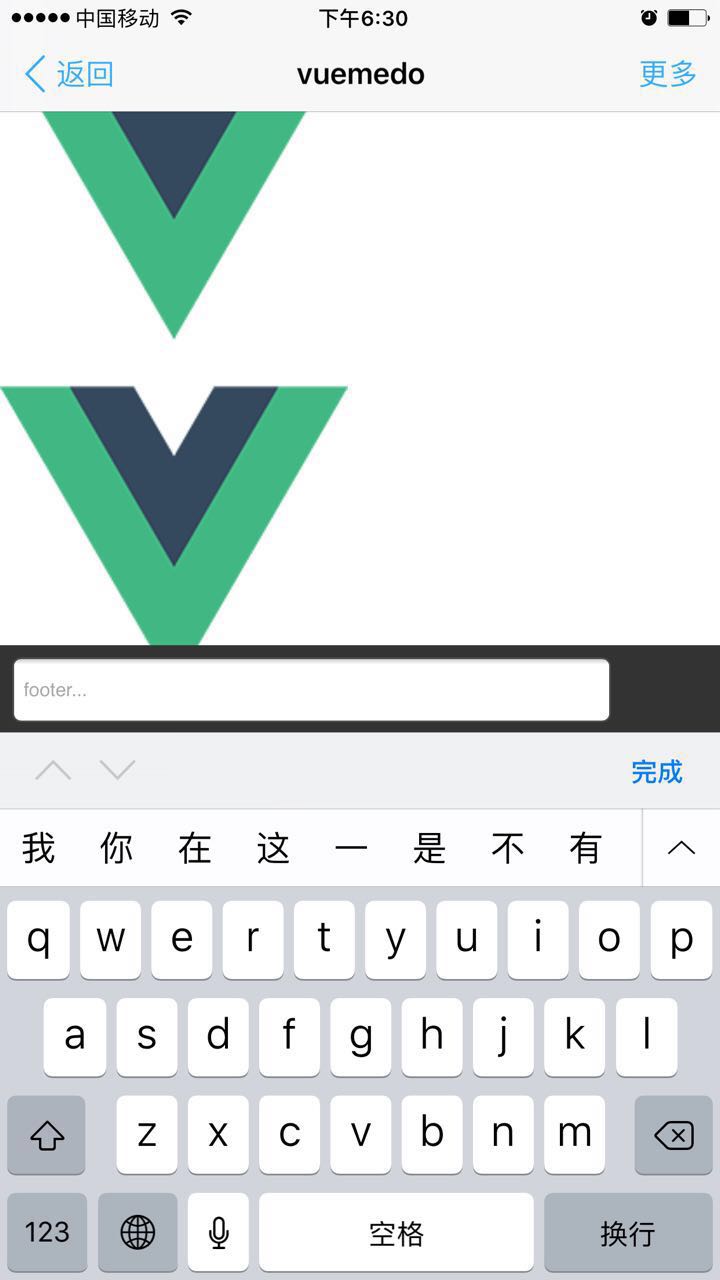 中国移动 下午6:30
返回 vuemedo 更多
footer...
完成
我 你 在 这 一 是 不 有
q w e r t y u i o p
a s d f g h j k l
z x c v b n m
123 空格 换行